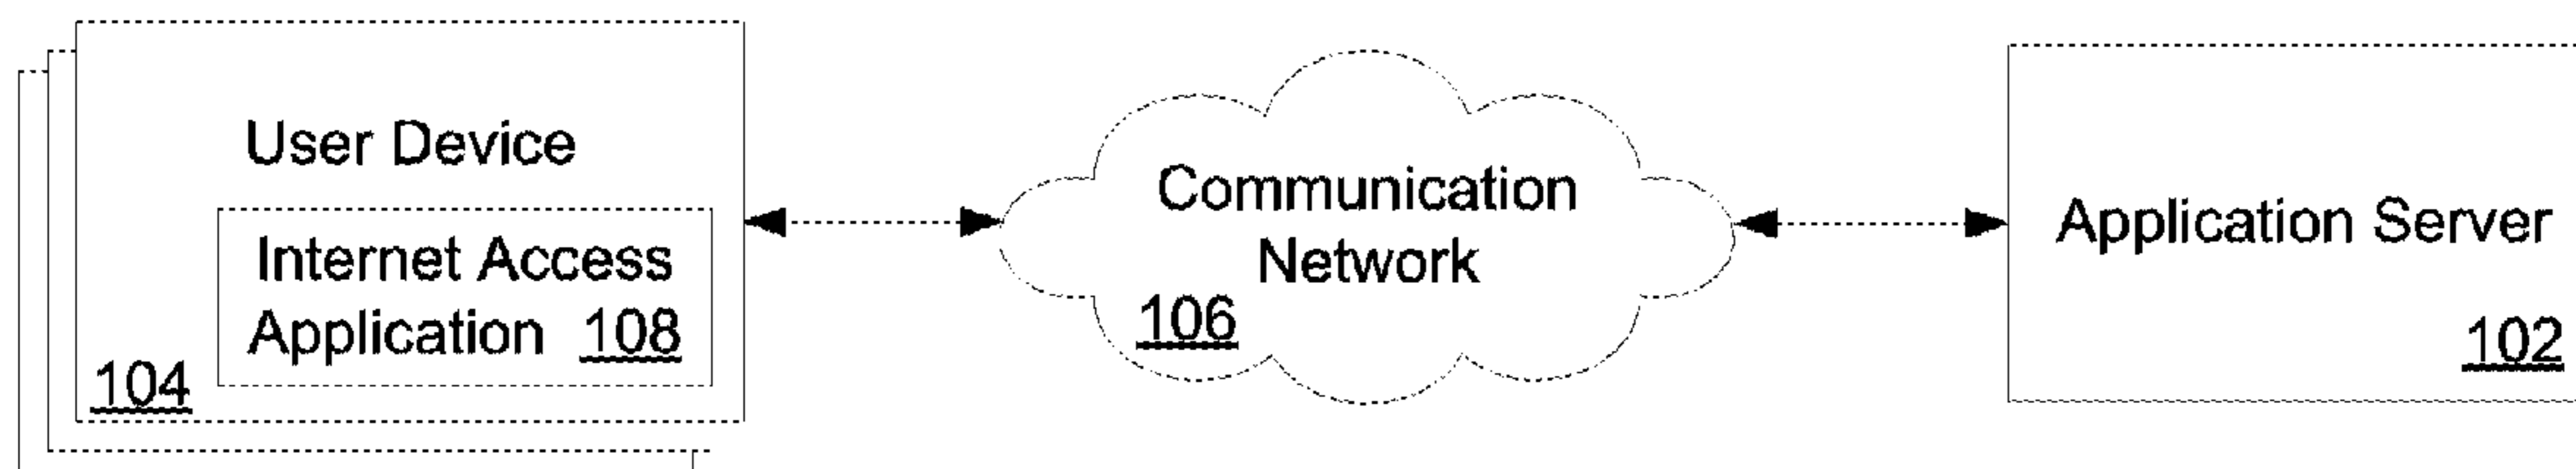 User Device
Internet Access
Application 108
104
Communication
Network
106
Application Server
102